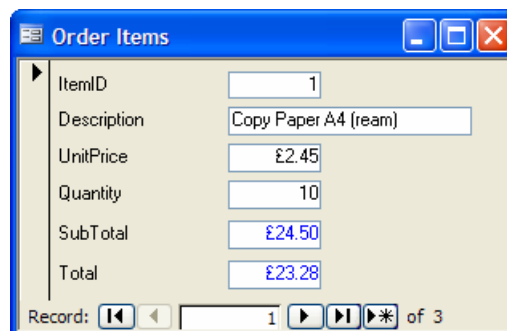 Order Items
ItemID 1
Description Copy Paper A4 (ream)
UnitPrice £2.45
Quantity 10
SubTotal £24.50
Total £23.28
Record: 1 of 3